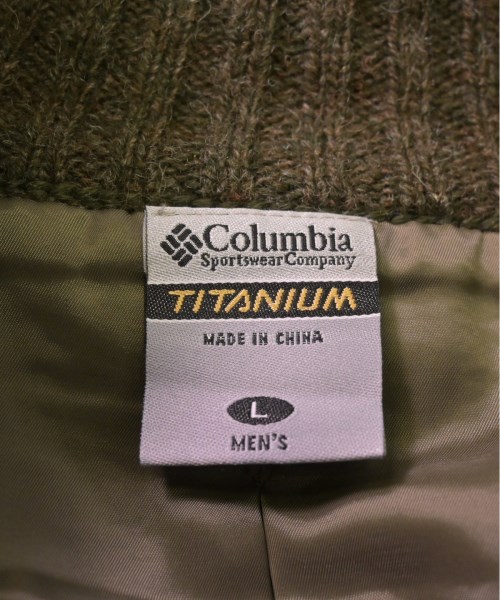 Columbia
Sportswear Company
TITANIUM
MADE IN CHINA
L
MEN'S